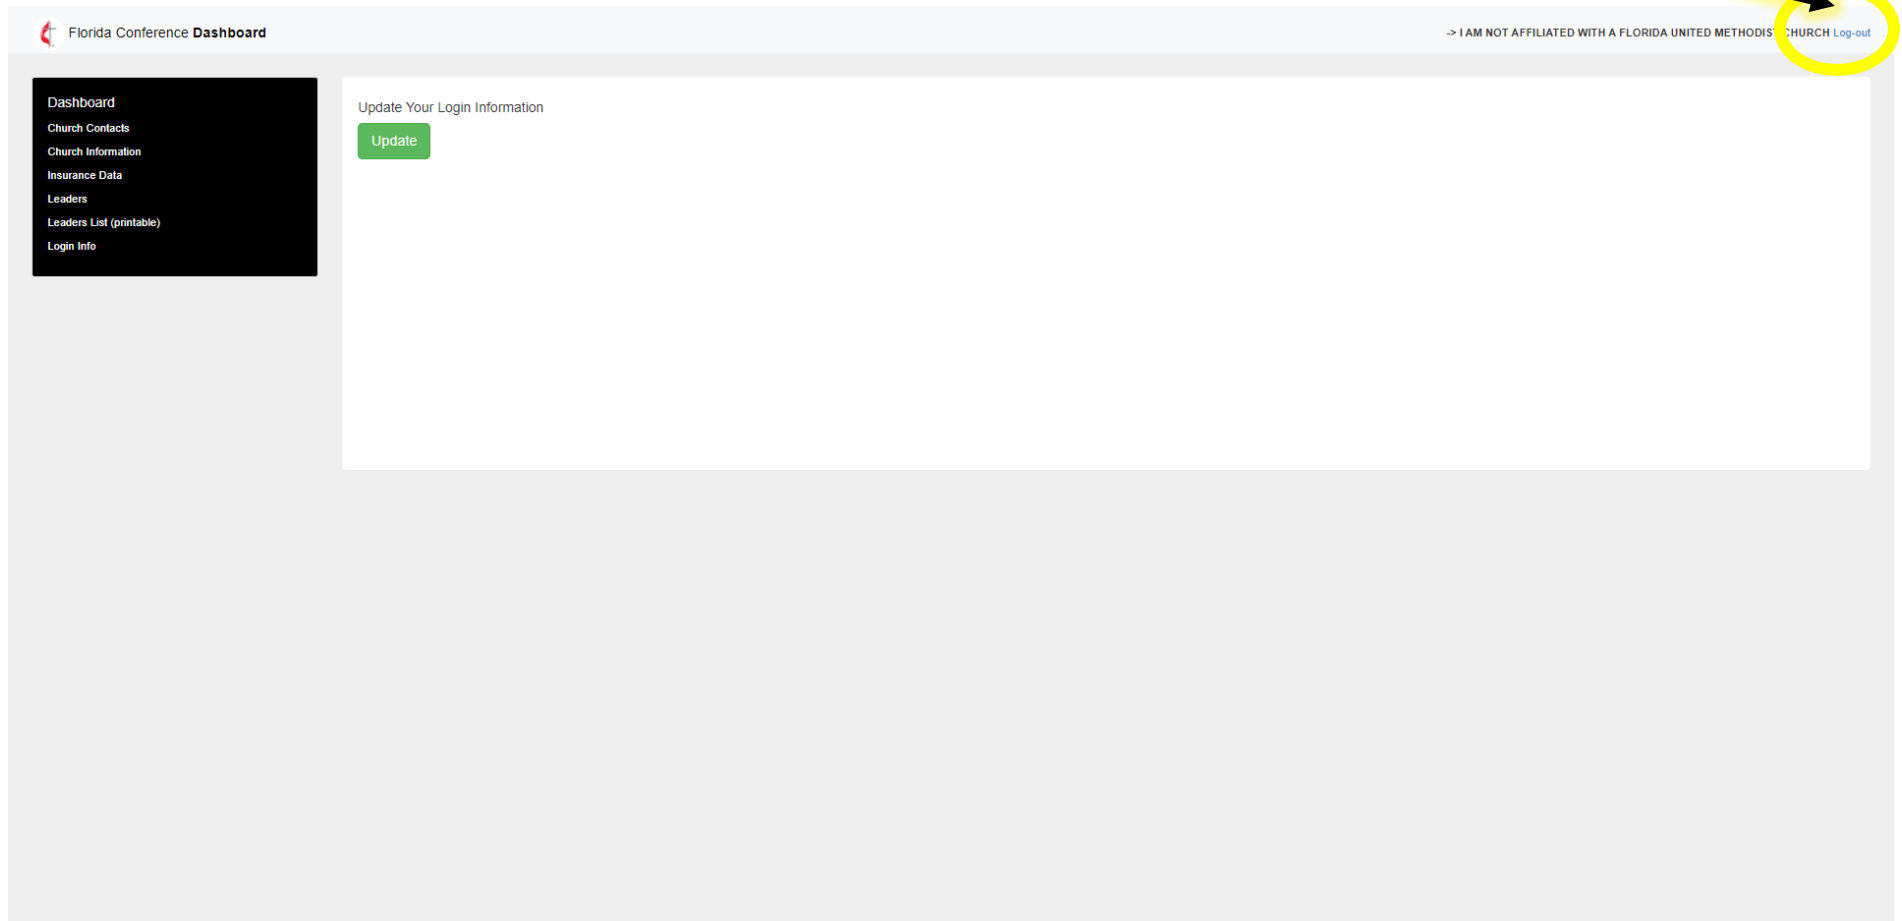 Florida Conference Dashboard
-> I AM NOT AFFILIATED WITH A FLORIDA UNITED METHODIST CHURCH Log-out
Dashboard
Church Contacts
Church Information
Insurance Data
Leaders
Leaders List (printable)
Login Info
Update Your Login Information
Update